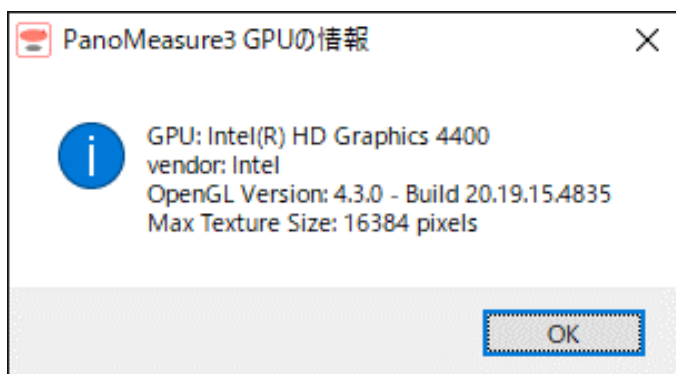 PanoMeasure3 GPUの情報
GPU: Intel(R) HD Graphics 4400
vendor: Intel
OpenGL Version: 4.3.0 - Build 20.19.15.4835
Max Texture Size: 16384 pixels
OK